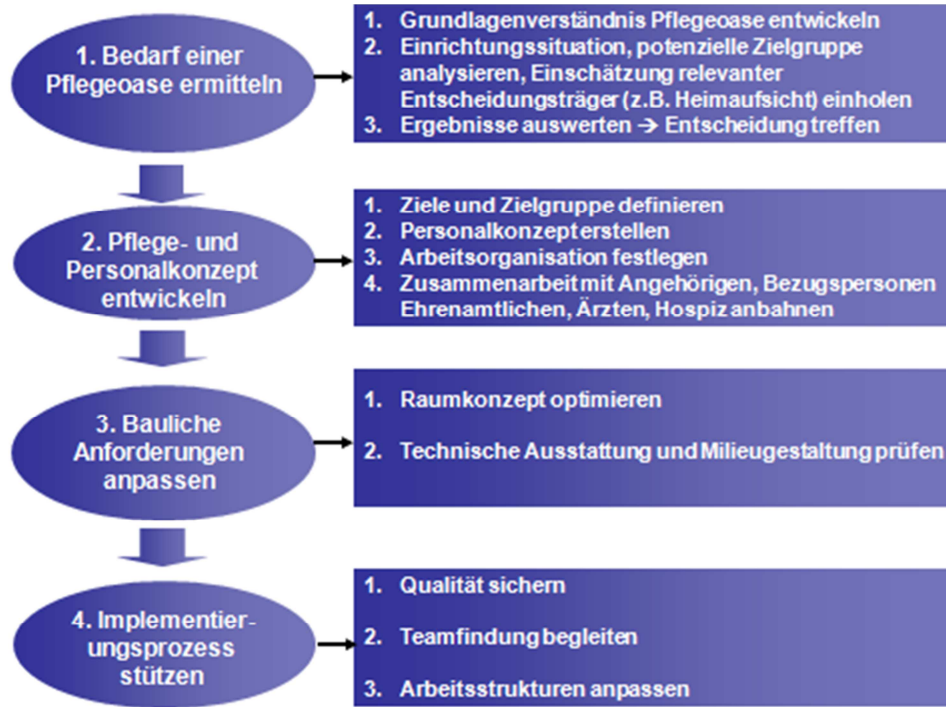 1. Bedarf einer
Pflegeoase ermitteln
1. Grundlagenverständnis Pflegeoase entwickeln
2. Einrichtungssituation, potenzielle Zielgruppe
analysieren, Einschätzung relevanter
Entscheidungsträger (z.B. Heimaufsicht) einholen
3. Ergebnisse auswerten → Entscheidung treffen
2. Pflege- und
Personalkonzept
entwickeln
1. Ziele und Zielgruppe definieren
2. Personalkonzept erstellen
3. Arbeitsorganisation festlegen
4. Zusammenarbeit mit Angehörigen, Bezugspersonen
Ehrenamtlichen, Ärzten, Hospiz anbahnen
3. Bauliche
Anforderungen
anpassen
1. Raumkonzept optimieren
2. Technische Ausstattung und Milieugestaltung prüfen
4. Implementier-
ungsprozess
stützen
1. Qualität sichern
2. Teamfindung begleiten
3. Arbeitsstrukturen anpassen